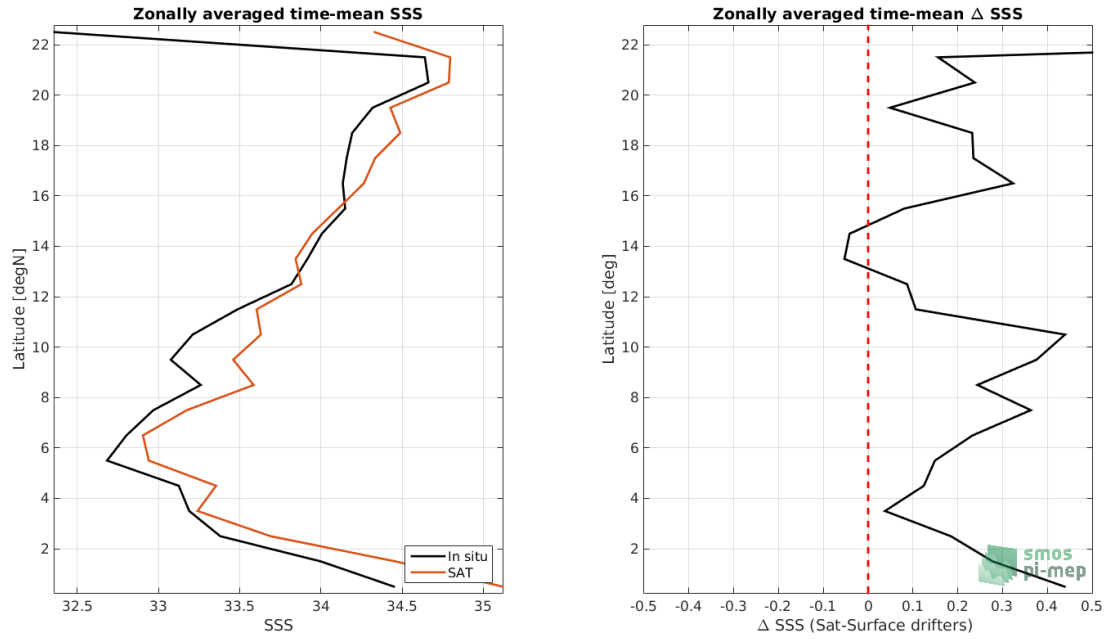 Zonally averaged time-mean SSS
22
20
18
16
14
12
10
8
6
4
2
Latitude [degN]
In situ
SAT
32.5 33 33.5 34 34.5 35
SSS
Zonally averaged time-mean Δ SSS
22
20
18
16
14
12
10
8
6
4
2
Latitude [deg]
smos
pi-mep
-0.5 -0.4 -0.3 -0.2 -0.1 0 0.1 0.2 0.3 0.4 0.5
Δ SSS (Sat-Surface drifters)